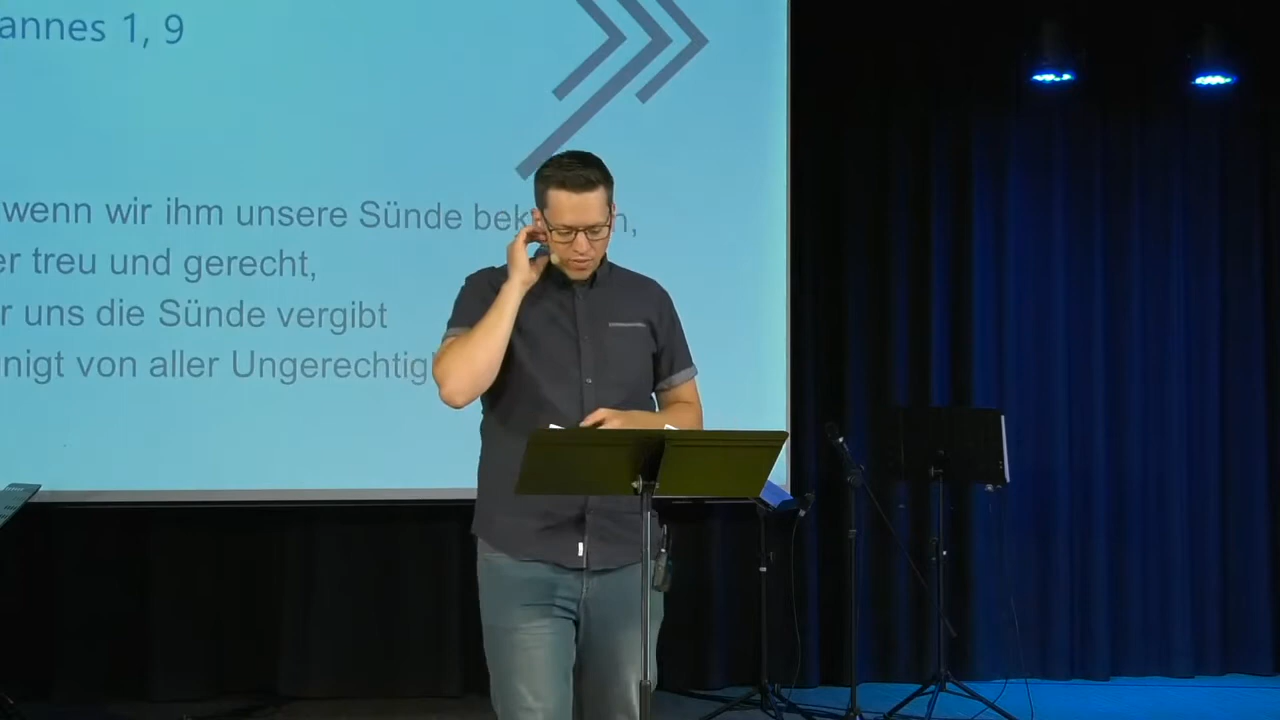 annes 1, 9
wenn wir ihm unsere Sünde bek n,
er treu und gerecht,
r uns die Sünde vergibt
nigt von aller Ungerechtig